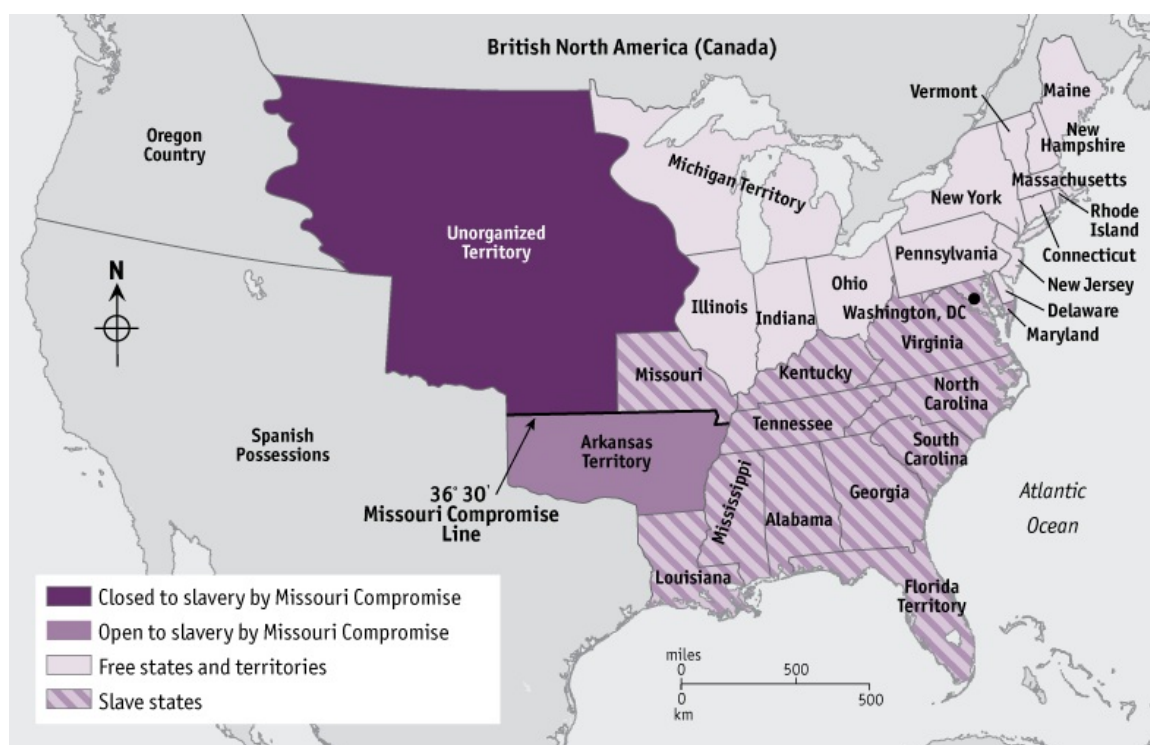 British North America (Canada)
Vermont
Maine
Oregon
Country
New
Hampshire
Michigan Territory
Massachusetts
New York
Rhode
Island
Unorganized
Territory
Connecticut
Pennsylvania
N
Ohio
New Jersey
Illinois
Indiana
Washington, DC
Delaware
Maryland
Virginia
Missouri
Kentucky
North
Carolina
Tennessee
Spanish
Possessions
Arkansas
Territory
South
Carolina
36° 30'
Missouri Compromise
Line
Mississippi
Alabama
Georgia
Atlantic
Ocean
Louisiana
Florida
Territory
Closed to slavery by Missouri Compromise
Open to slavery by Missouri Compromise
Free states and territories
Slave states
miles
0 500
0 500
km